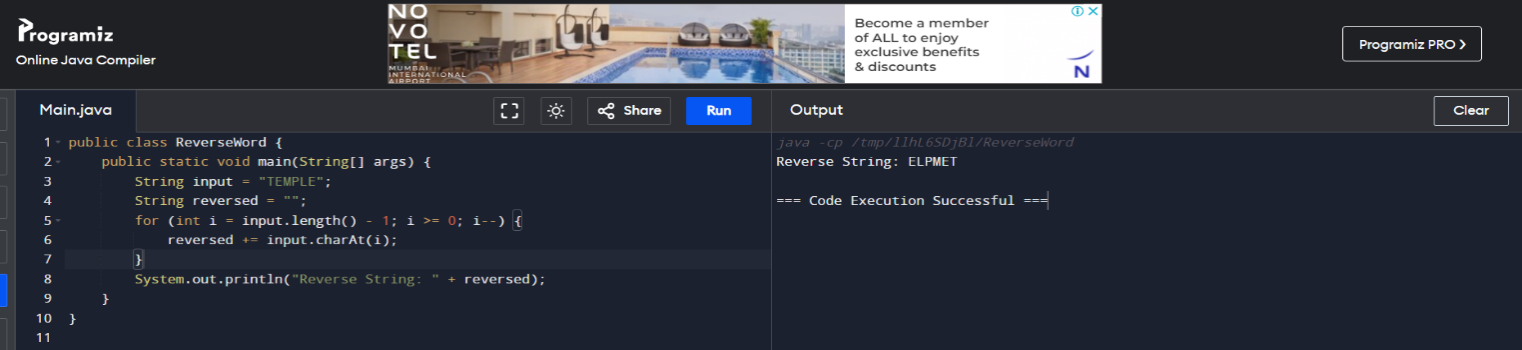 Programiz
Online Java Compiler
NO
VO
TEL
MUMBAI
INTERNATIONAL
AIRPORT
Become a member
of ALL to enjoy
exclusive benefits
& discounts
N
Programiz PRO ❯
Main.java
Share
Run
Output
Clear
1 public class ReverseWord {
2 public static void main(String[] args) {
3 String input = "TEMPLE";
4 String reversed = "";
5 for (int i = input.length() - 1; i >= 0; i--) {
6 reversed += input.charAt(i);
7 }
8 System.out.println("Reverse String: " + reversed);
9 }
10 }
11
java -cp /tmp/llhL6SDjBl/ReverseWord
Reverse String: ELPMET
=== Code Execution Successful ===